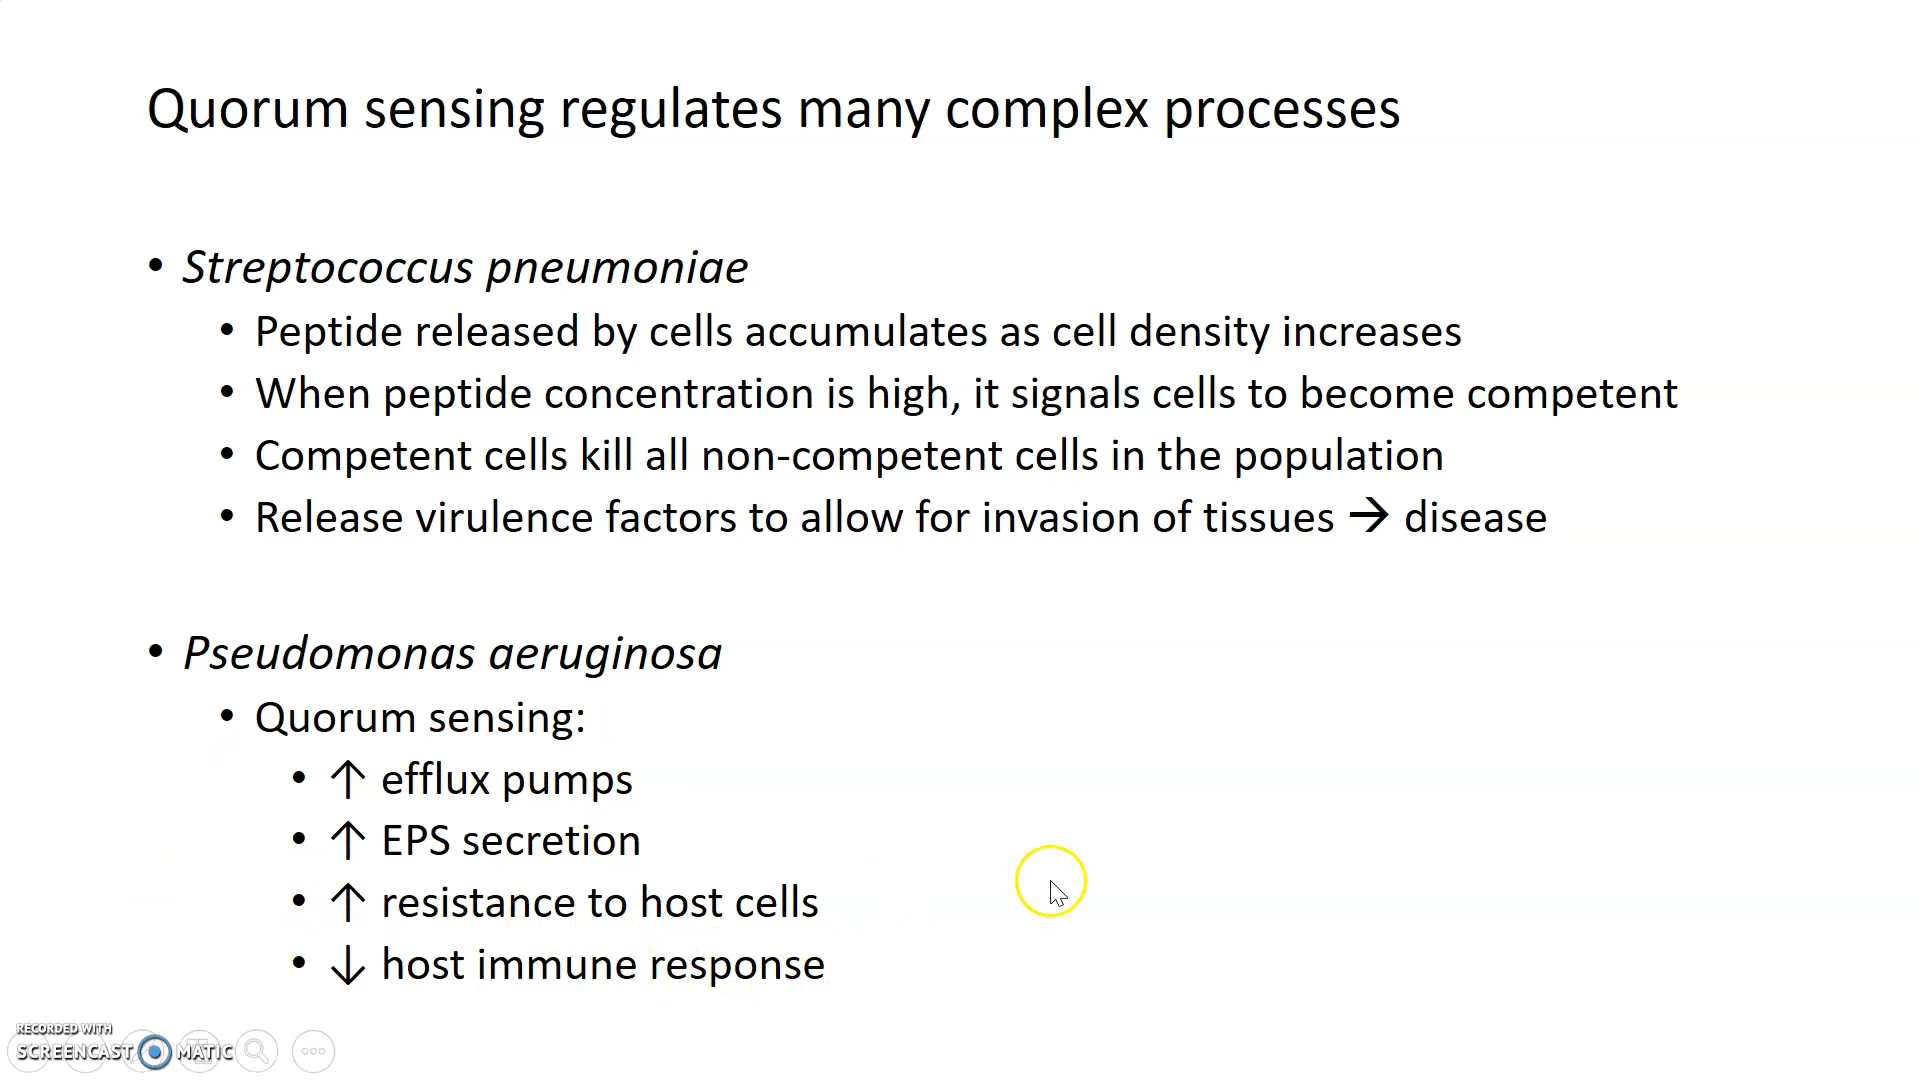 Quorum sensing regulates many complex processes
• Streptococcus pneumoniae
• Peptide released by cells accumulates as cell density increases
• When peptide concentration is high, it signals cells to become competent
• Competent cells kill all non-competent cells in the population
• Release virulence factors to allow for invasion of tissues → disease
• Pseudomonas aeruginosa
• Quorum sensing:
• ↑ efflux pumps
• ↑ EPS secretion
• ↑ resistance to host cells
• ↓ host immune response
RECORDED WITH
SCREENCAST MATIC